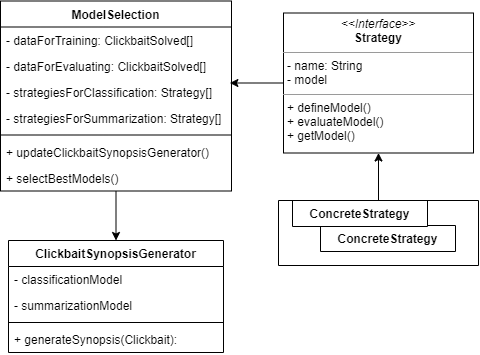 ModelSelection
- dataForTraining: ClickbaitSolved[]
- dataForEvaluating: ClickbaitSolved[]
- strategiesForClassification: Strategy[]
- strategiesForSummarization: Strategy[]
+ updateClickbaitSynopsisGenerator()
+ selectBestModels()
<<Interface>>
Strategy
- name: String
- model
+ defineModel()
+ evaluateModel()
+ getModel()
ConcreteStrategy
ConcreteStrategy
ClickbaitSynopsisGenerator
- classificationModel
- summarizationModel
+ generateSynopsis(Clickbait):